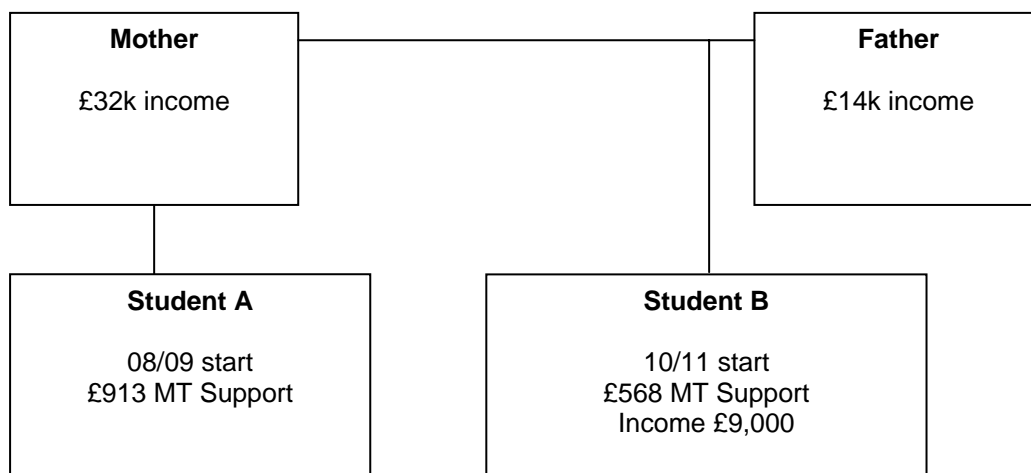 Mother
£32k income
Father
£14k income
Student A
08/09 start
£913 MT Support
Student B
10/11 start
£568 MT Support
Income £9,000